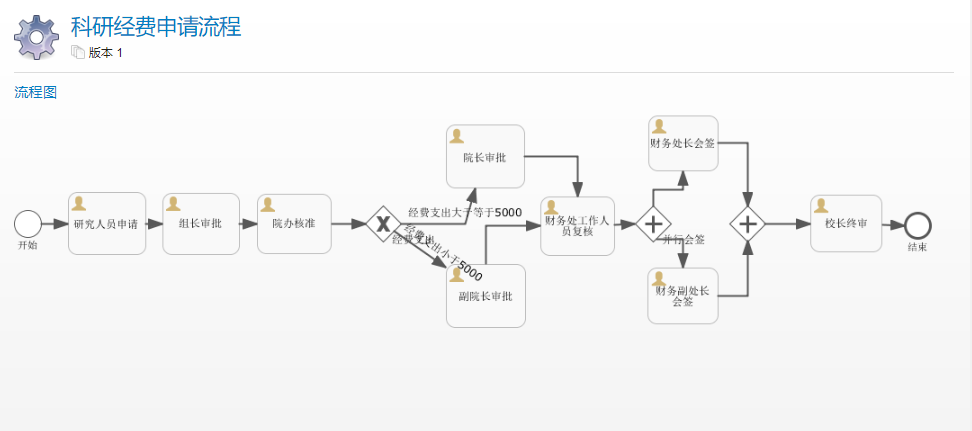 科研经费申请流程
版本 1
流程图
开始
研究人员申请
组长审批
院办核准
经费支出
经费支出大于等于5000
经费支出小于5000
院长审批
副院长审批
财务处工作人
员复核
并行会签
财务处长会签
财务副处长
会签
校长终审
结束